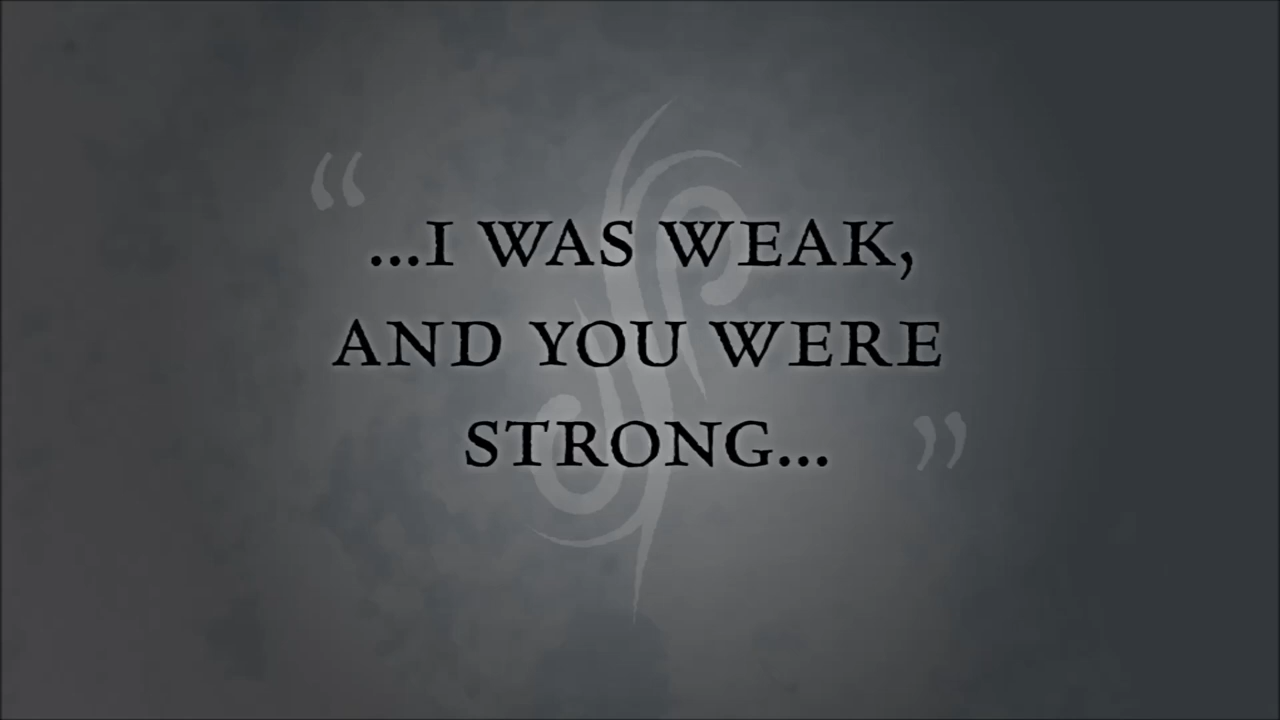 “...I WAS WEAK,
AND YOU WERE
STRONG...”